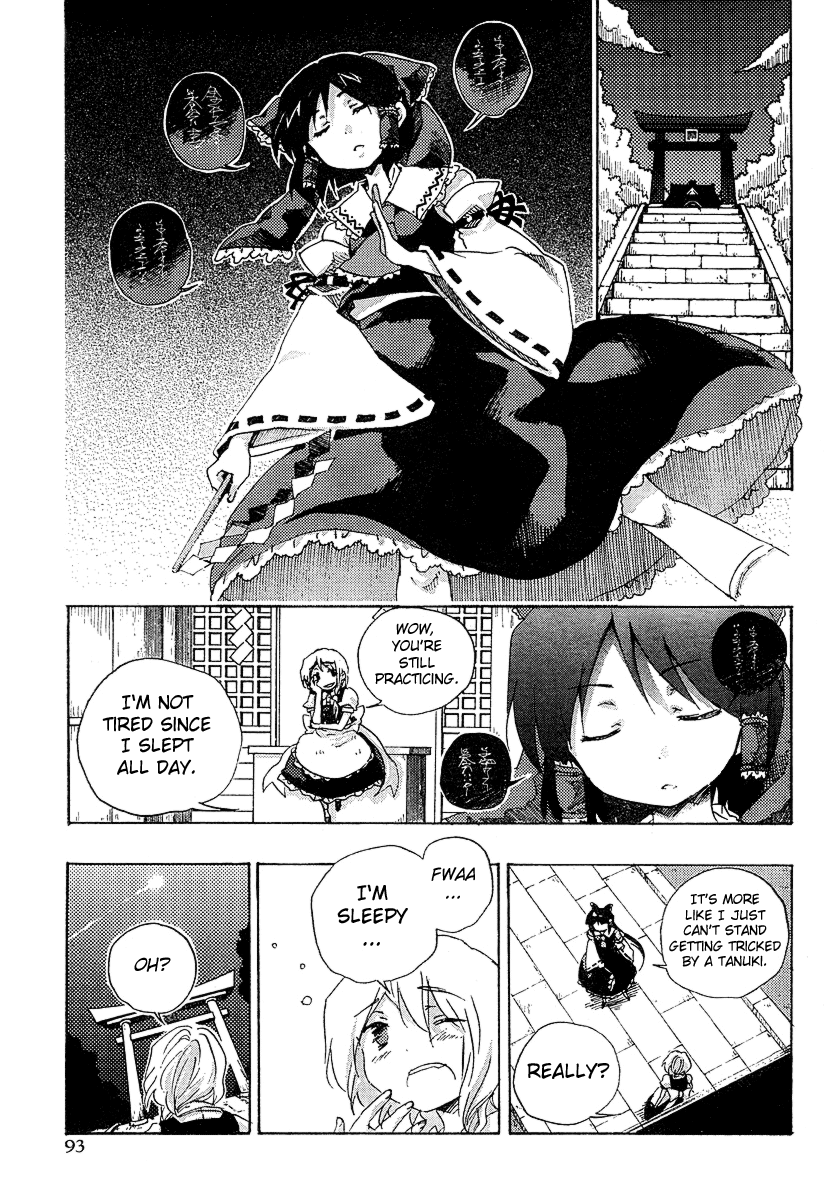 WOW,
YOU'RE
STILL
PRACTICING.
I'M NOT
TIRED SINCE
I SLEPT
ALL DAY.
IT'S MORE
LIKE I JUST
CAN'T STAND
GETTING TRICKED
BY A TANUKI.
REALLY?
FWAA
...
I'M
SLEEPY
...
OH?
93